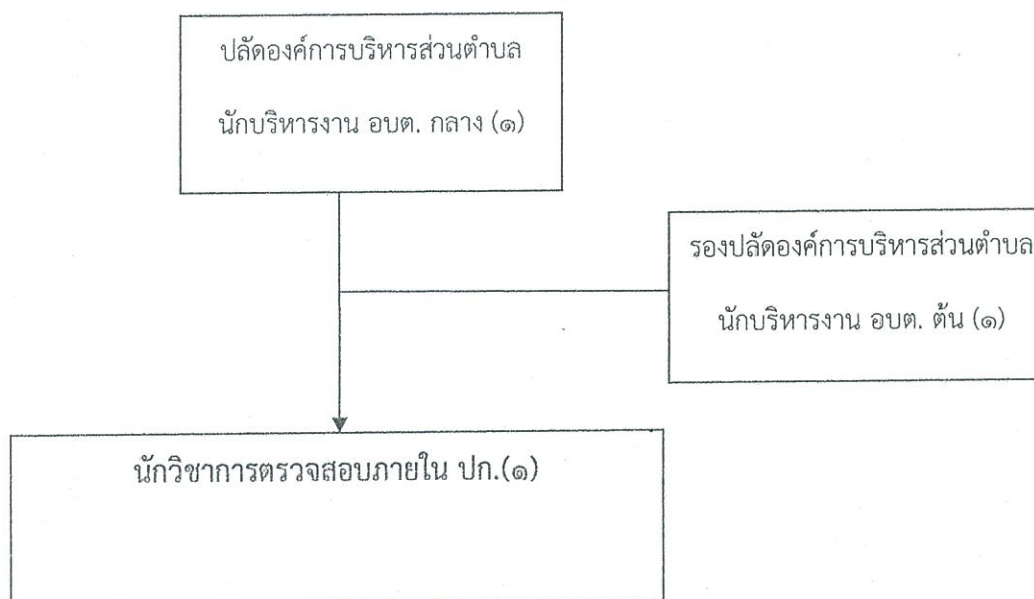 ปลัดองค์การบริหารส่วนตำบล
นักบริหารงาน อบต. กลาง (๑)
รองปลัดองค์การบริหารส่วนตำบล
นักบริหารงาน อบต. ต้น (๑)
นักวิชาการตรวจสอบภายใน ปก.(๑)